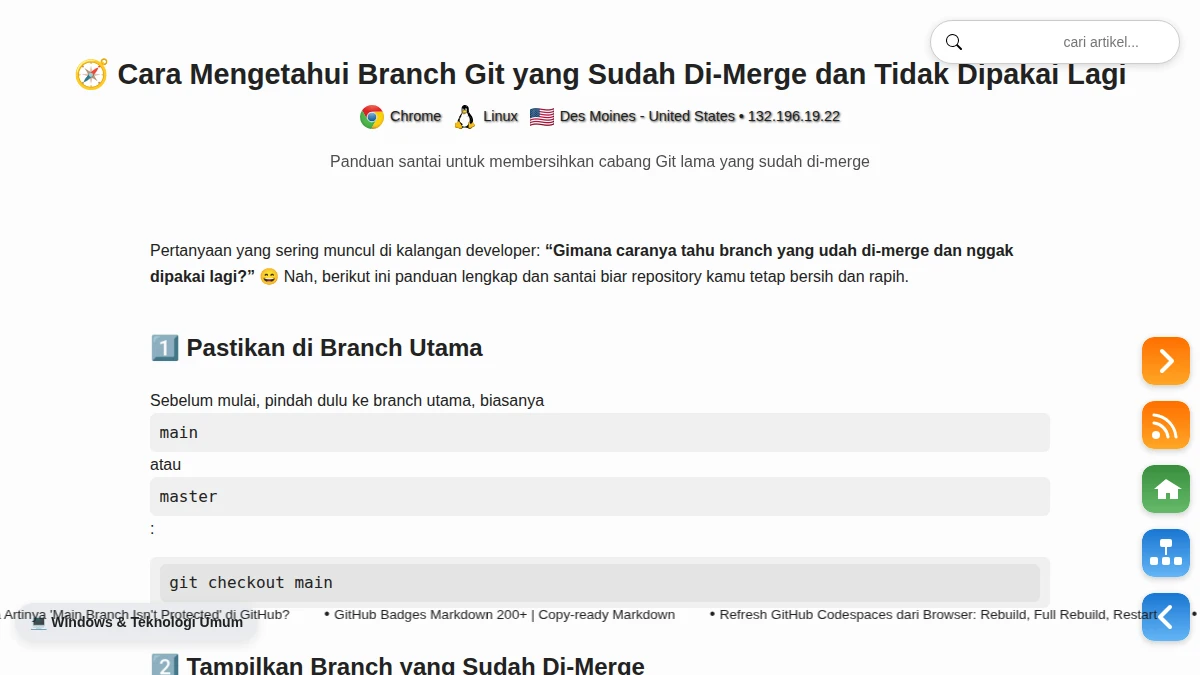 cari artikel...
🧭 Cara Mengetahui Branch Git yang Sudah Di-Merge dan Tidak Dipakai Lagi
Chrome Linux Des Moines - United States • 132.196.19.22
Panduan santai untuk membersihkan cabang Git lama yang sudah di-merge
Pertanyaan yang sering muncul di kalangan developer: “Gimana caranya tahu branch yang udah di-merge dan nggak
dipakai lagi?” 😄 Nah, berikut ini panduan lengkap dan santai biar repository kamu tetap bersih dan rapih.
1️⃣ Pastikan di Branch Utama
Sebelum mulai, pindah dulu ke branch utama, biasanya
main
atau
master
:
git checkout main
Artinya 'Main Branch Isn't Protected' di GitHub? • GitHub Badges Markdown 200+ | Copy-ready Markdown • Refresh GitHub Codespaces dari Browser: Rebuild, Full Rebuild, Restart •
💻 Windows & Teknologi Umum
2️⃣ Tampilkan Branch yang Sudah Di-Merge